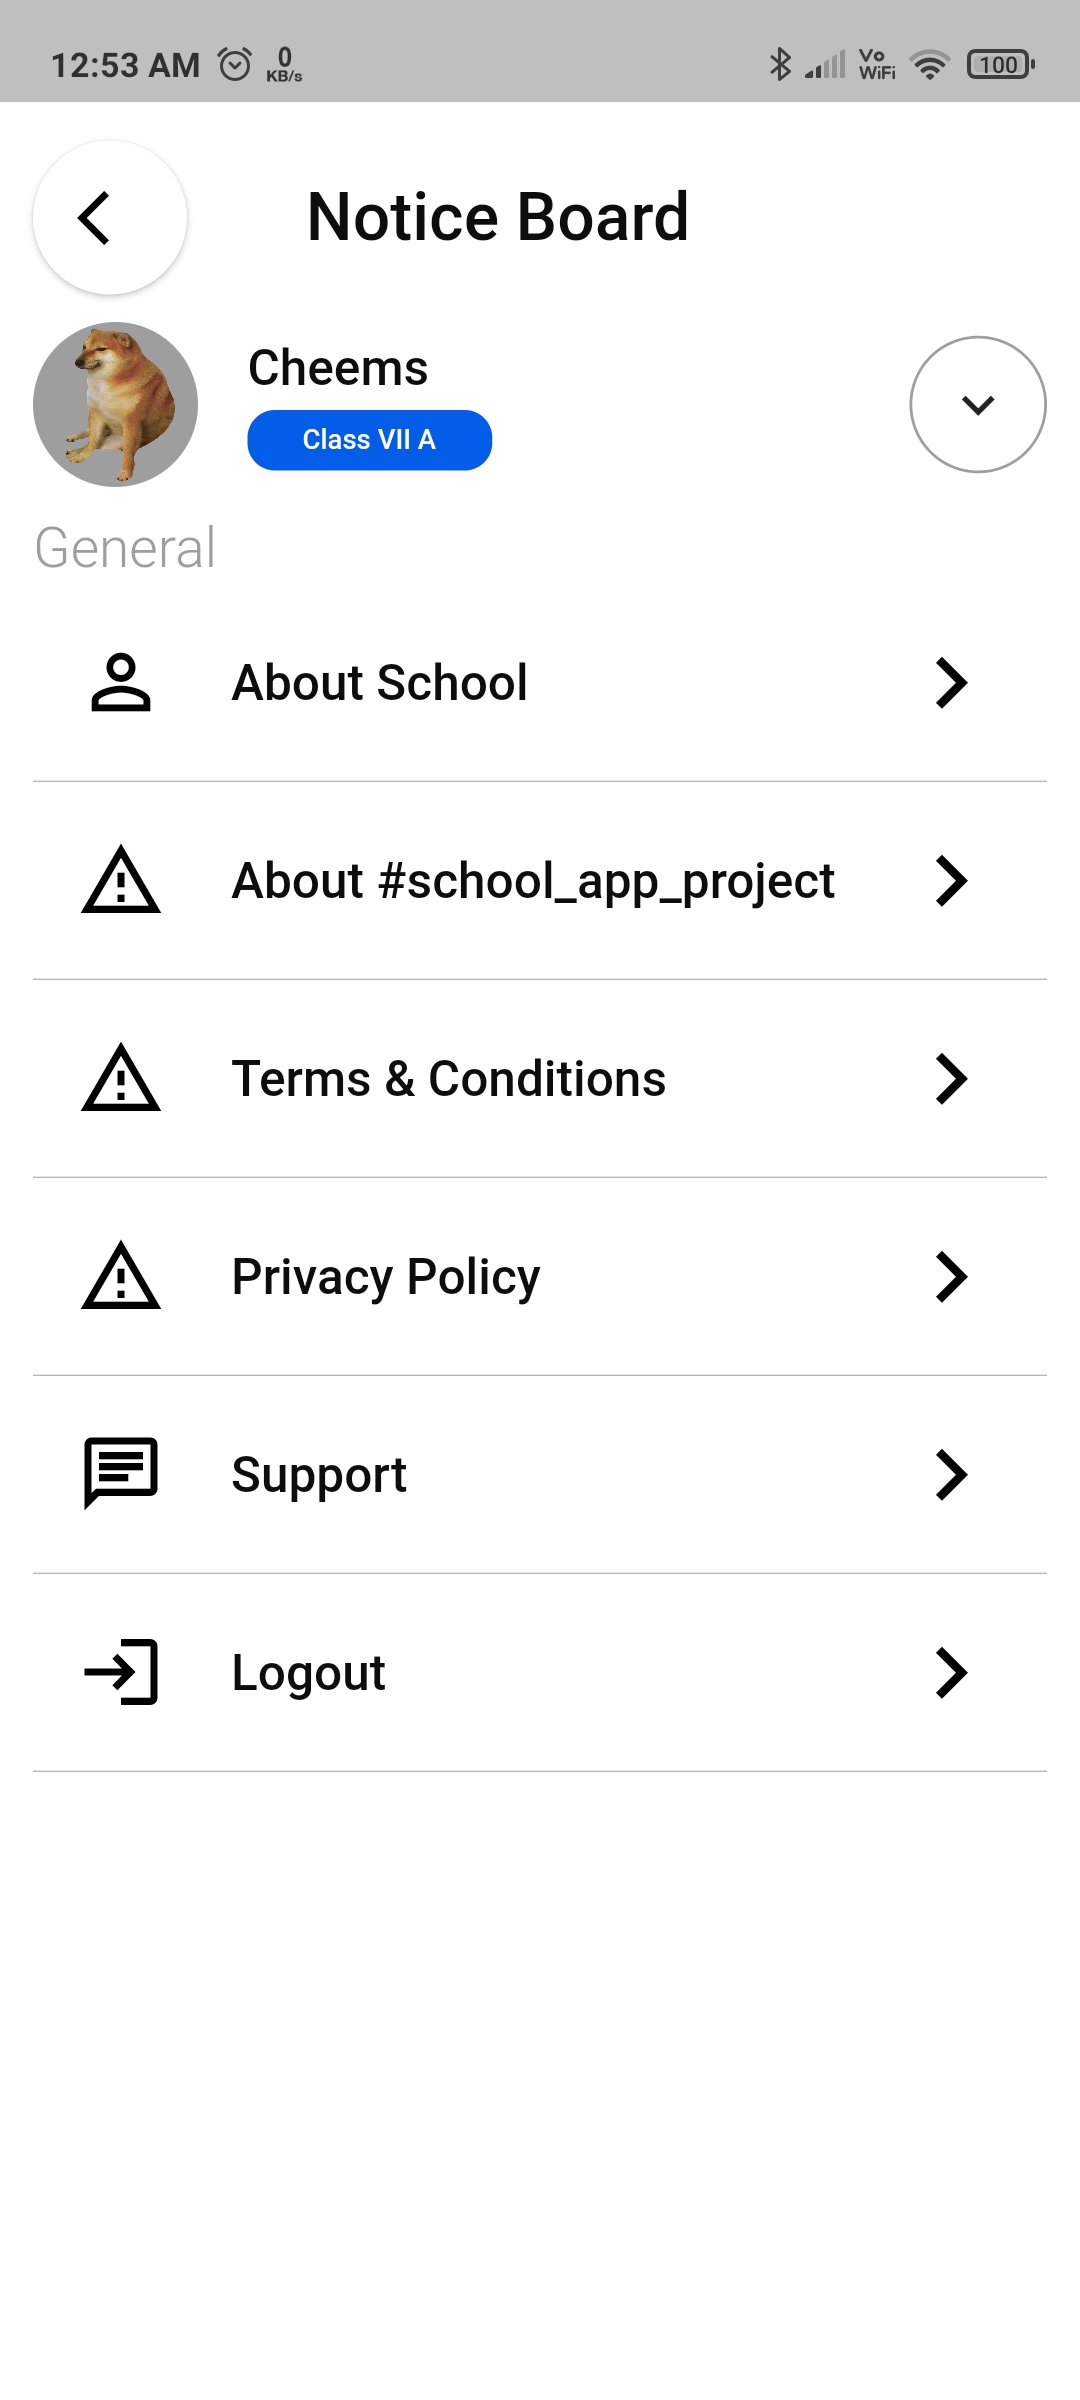 12:53 AM 0 KB/s Vo WiFi 100
Notice Board
Cheems
Class VII A
General
About School
About #school_app_project
Terms & Conditions
Privacy Policy
Support
Logout